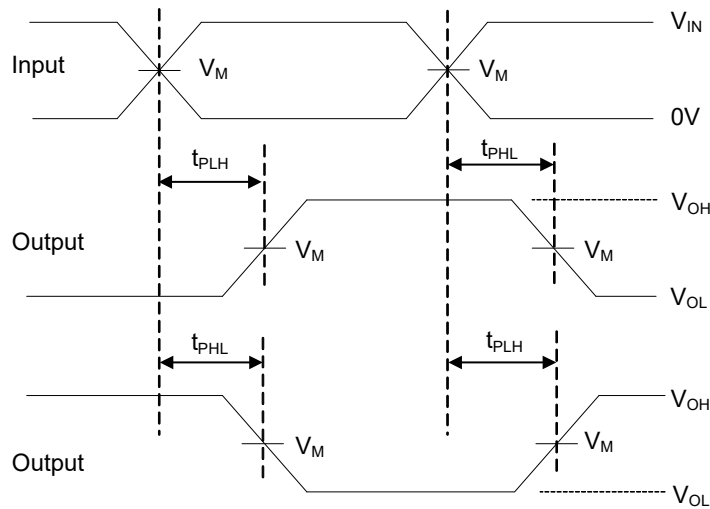 V_IN
Input
V_M
V_M
0V
t_PLH
t_PHL
V_OH
Output
V_M
V_M
V_OL
t_PHL
t_PLH
V_OH
V_M
V_M
Output
V_OL